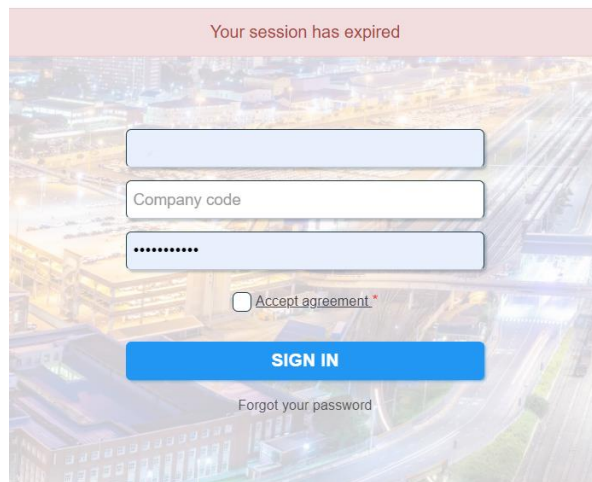 Your session has expired
Company code
•••••••••••
Accept agreement *
SIGN IN
Forgot your password